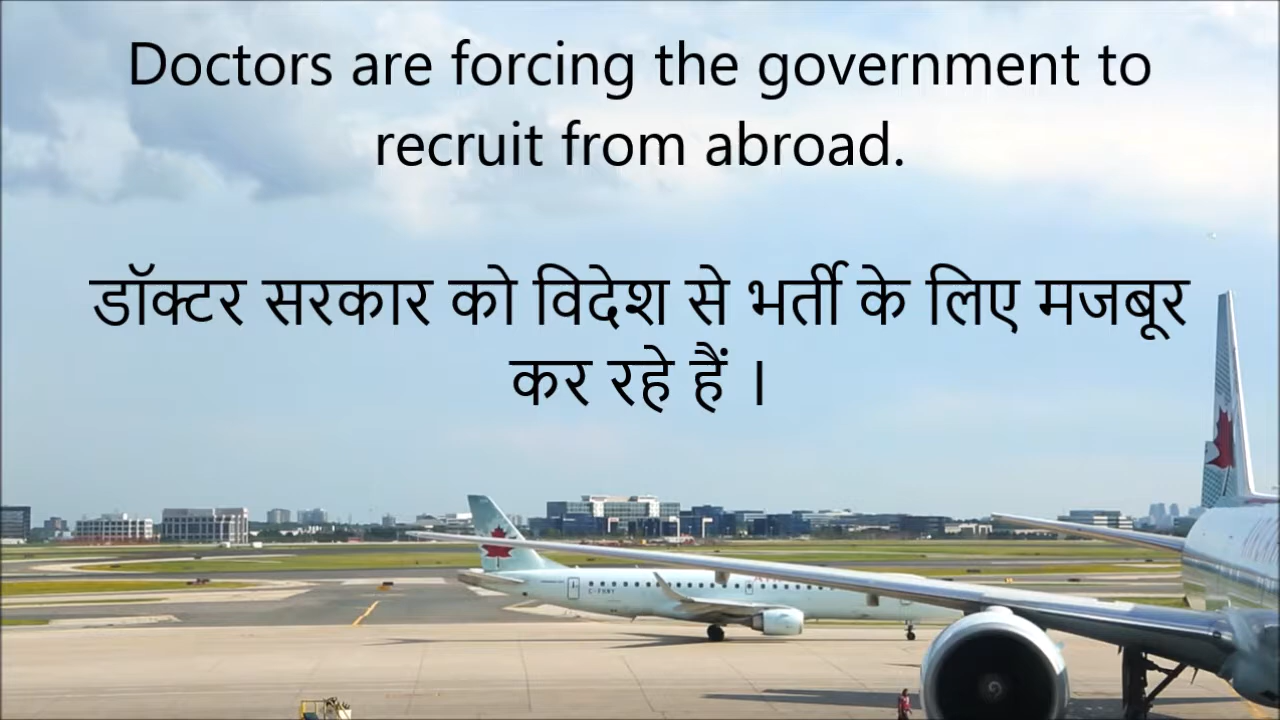 Doctors are forcing the government to
recruit from abroad.
डॉक्टर सरकार को विदेश से भर्ती के लिए मजबूर
कर रहे हैं ।